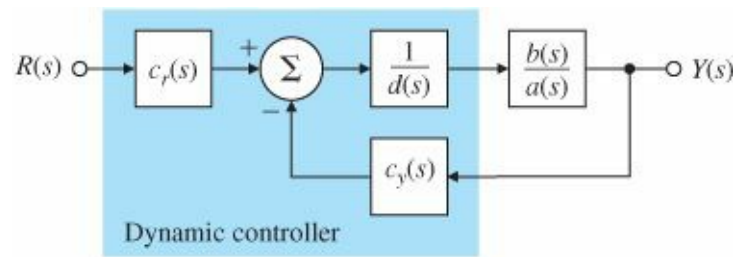 R(s)
c_r(s)
+
Σ
−
1
d(s)
b(s)
a(s)
Y(s)
c_y(s)
Dynamic controller